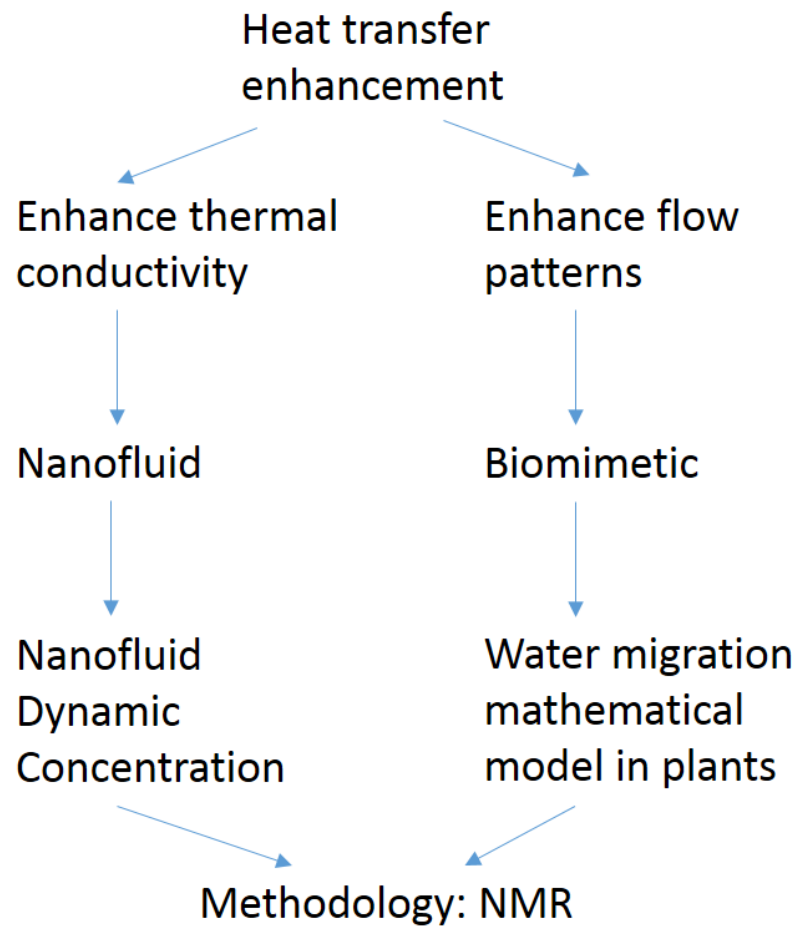 Heat transfer
enhancement
Enhance thermal
conductivity
Enhance flow
patterns
Nanofluid
Biomimetic
Nanofluid
Dynamic
Concentration
Water migration
mathematical
model in plants
Methodology: NMR